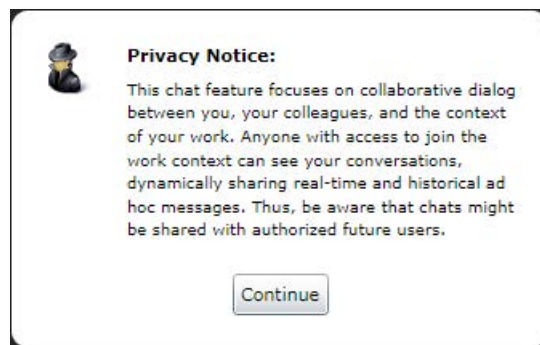 Privacy Notice:
This chat feature focuses on collaborative dialog
between you, your colleagues, and the context
of your work. Anyone with access to join the
work context can see your conversations,
dynamically sharing real-time and historical ad
hoc messages. Thus, be aware that chats might
be shared with authorized future users.
Continue